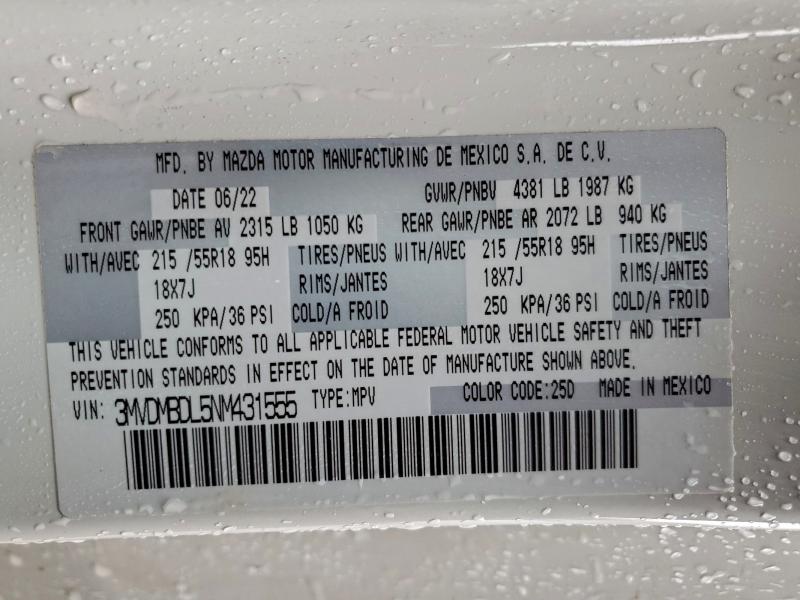 MFD. BY MAZDA MOTOR MANUFACTURING DE MEXICO S.A. DE C.V.
DATE 06/22 GVWR/PNBV 4381 LB 1987 KG
FRONT GAWR/PNBE AV 2315 LB 1050 KG REAR GAWR/PNBE AR 2072 LB 940 KG
WITH/AVEC 215 /55R18 95H TIRES/PNEUS WITH/AVEC 215 /55R18 95H TIRES/PNEUS
18X7J RIMS/JANTES 18X7J RIMS/JANTES
250 KPA/36 PSI COLD/A FROID 250 KPA/36 PSI COLD/A FROID
THIS VEHICLE CONFORMS TO ALL APPLICABLE FEDERAL MOTOR VEHICLE SAFETY AND THEFT
PREVENTION STANDARDS IN EFFECT ON THE DATE OF MANUFACTURE SHOWN ABOVE.
VIN: 3MVDMBDL5NM431555 TYPE:MPV COLOR CODE:25D MADE IN MEXICO